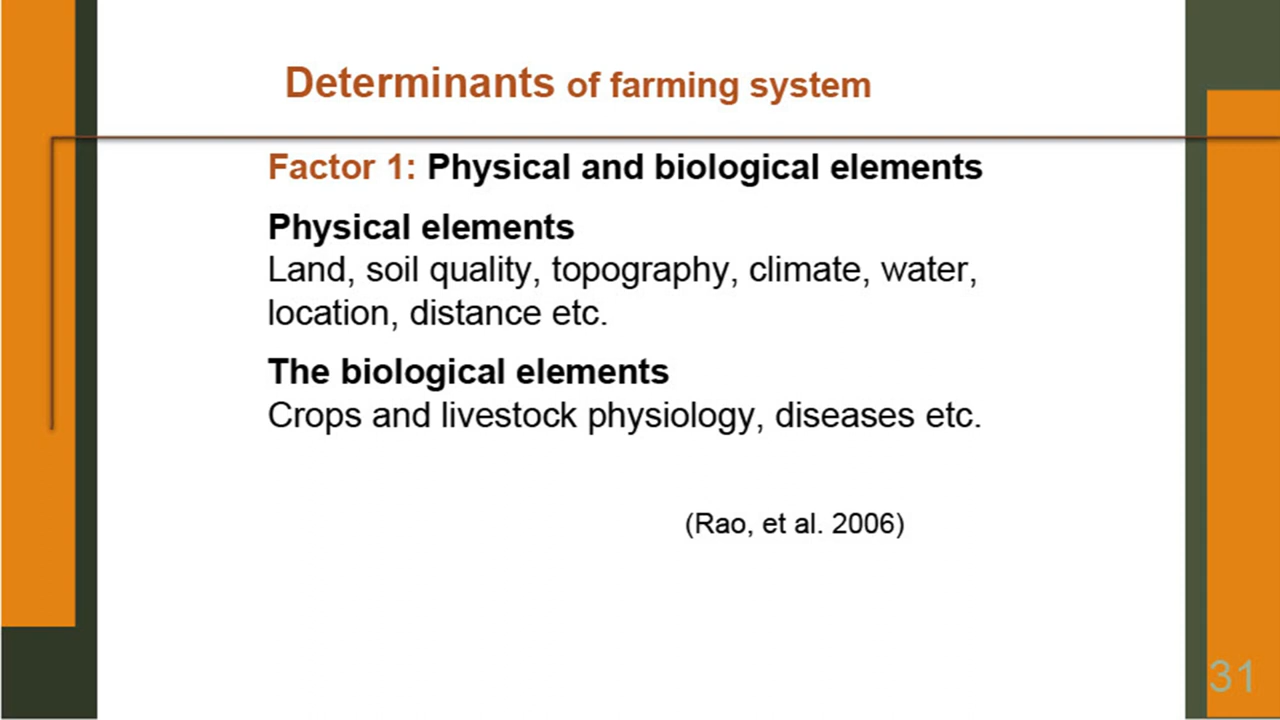 Determinants of farming system
Factor 1: Physical and biological elements
Physical elements
Land, soil quality, topography, climate, water,
location, distance etc.
The biological elements
Crops and livestock physiology, diseases etc.
(Rao, et al. 2006)
31